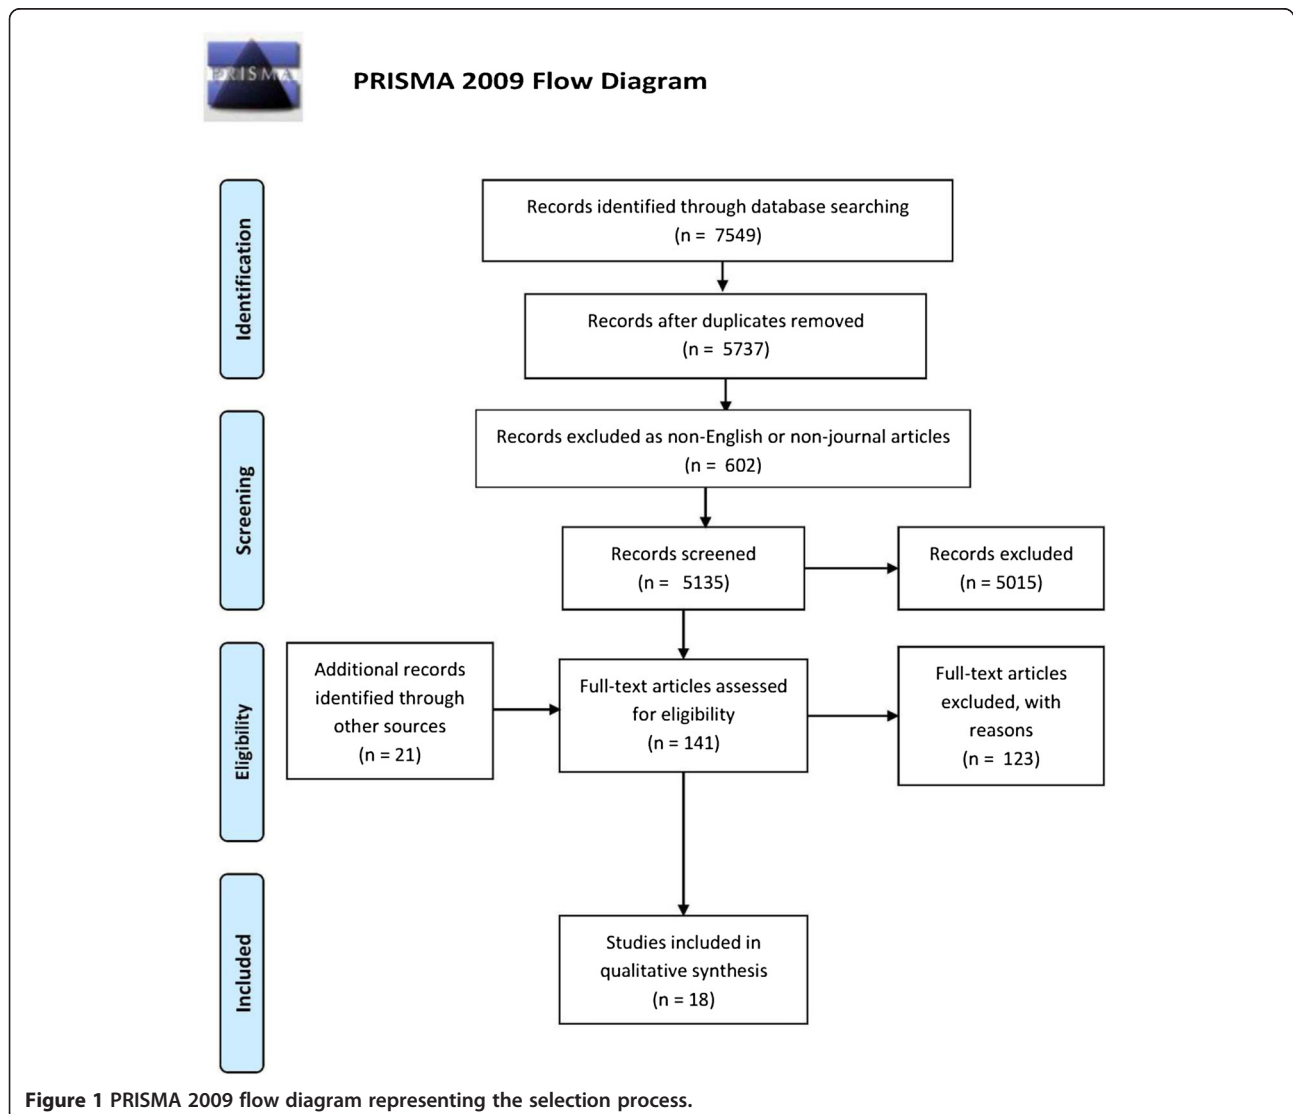 PRISMA
PRISMA 2009 Flow Diagram
Identification
Records identified through database searching
(n = 7549)
Records after duplicates removed
(n = 5737)
Screening
Records excluded as non-English or non-journal articles
(n = 602)
Records screened
(n = 5135)
Records excluded
(n = 5015)
Eligibility
Additional records
identified through
other sources
(n = 21)
Full-text articles assessed
for eligibility
(n = 141)
Full-text articles
excluded, with
reasons
(n = 123)
Included
Studies included in
qualitative synthesis
(n = 18)
Figure 1 PRISMA 2009 flow diagram representing the selection process.